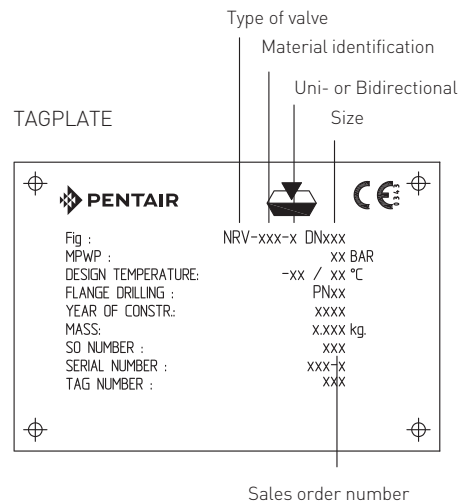 Type of valve
Material identification
Uni- or Bidirectional
TAGPLATE
Size
PENTAIR
CE
Fig : NRV-xxx-x DNxxx
MPWP : xx BAR
DESIGN TEMPERATURE: -xx / xx °C
FLANGE DRILLING : PNxx
YEAR OF CONSTR.: xxxx
MASS: x.xxx kg.
SO NUMBER : xxx
SERIAL NUMBER : xxx-x
TAG NUMBER : xxx
Sales order number